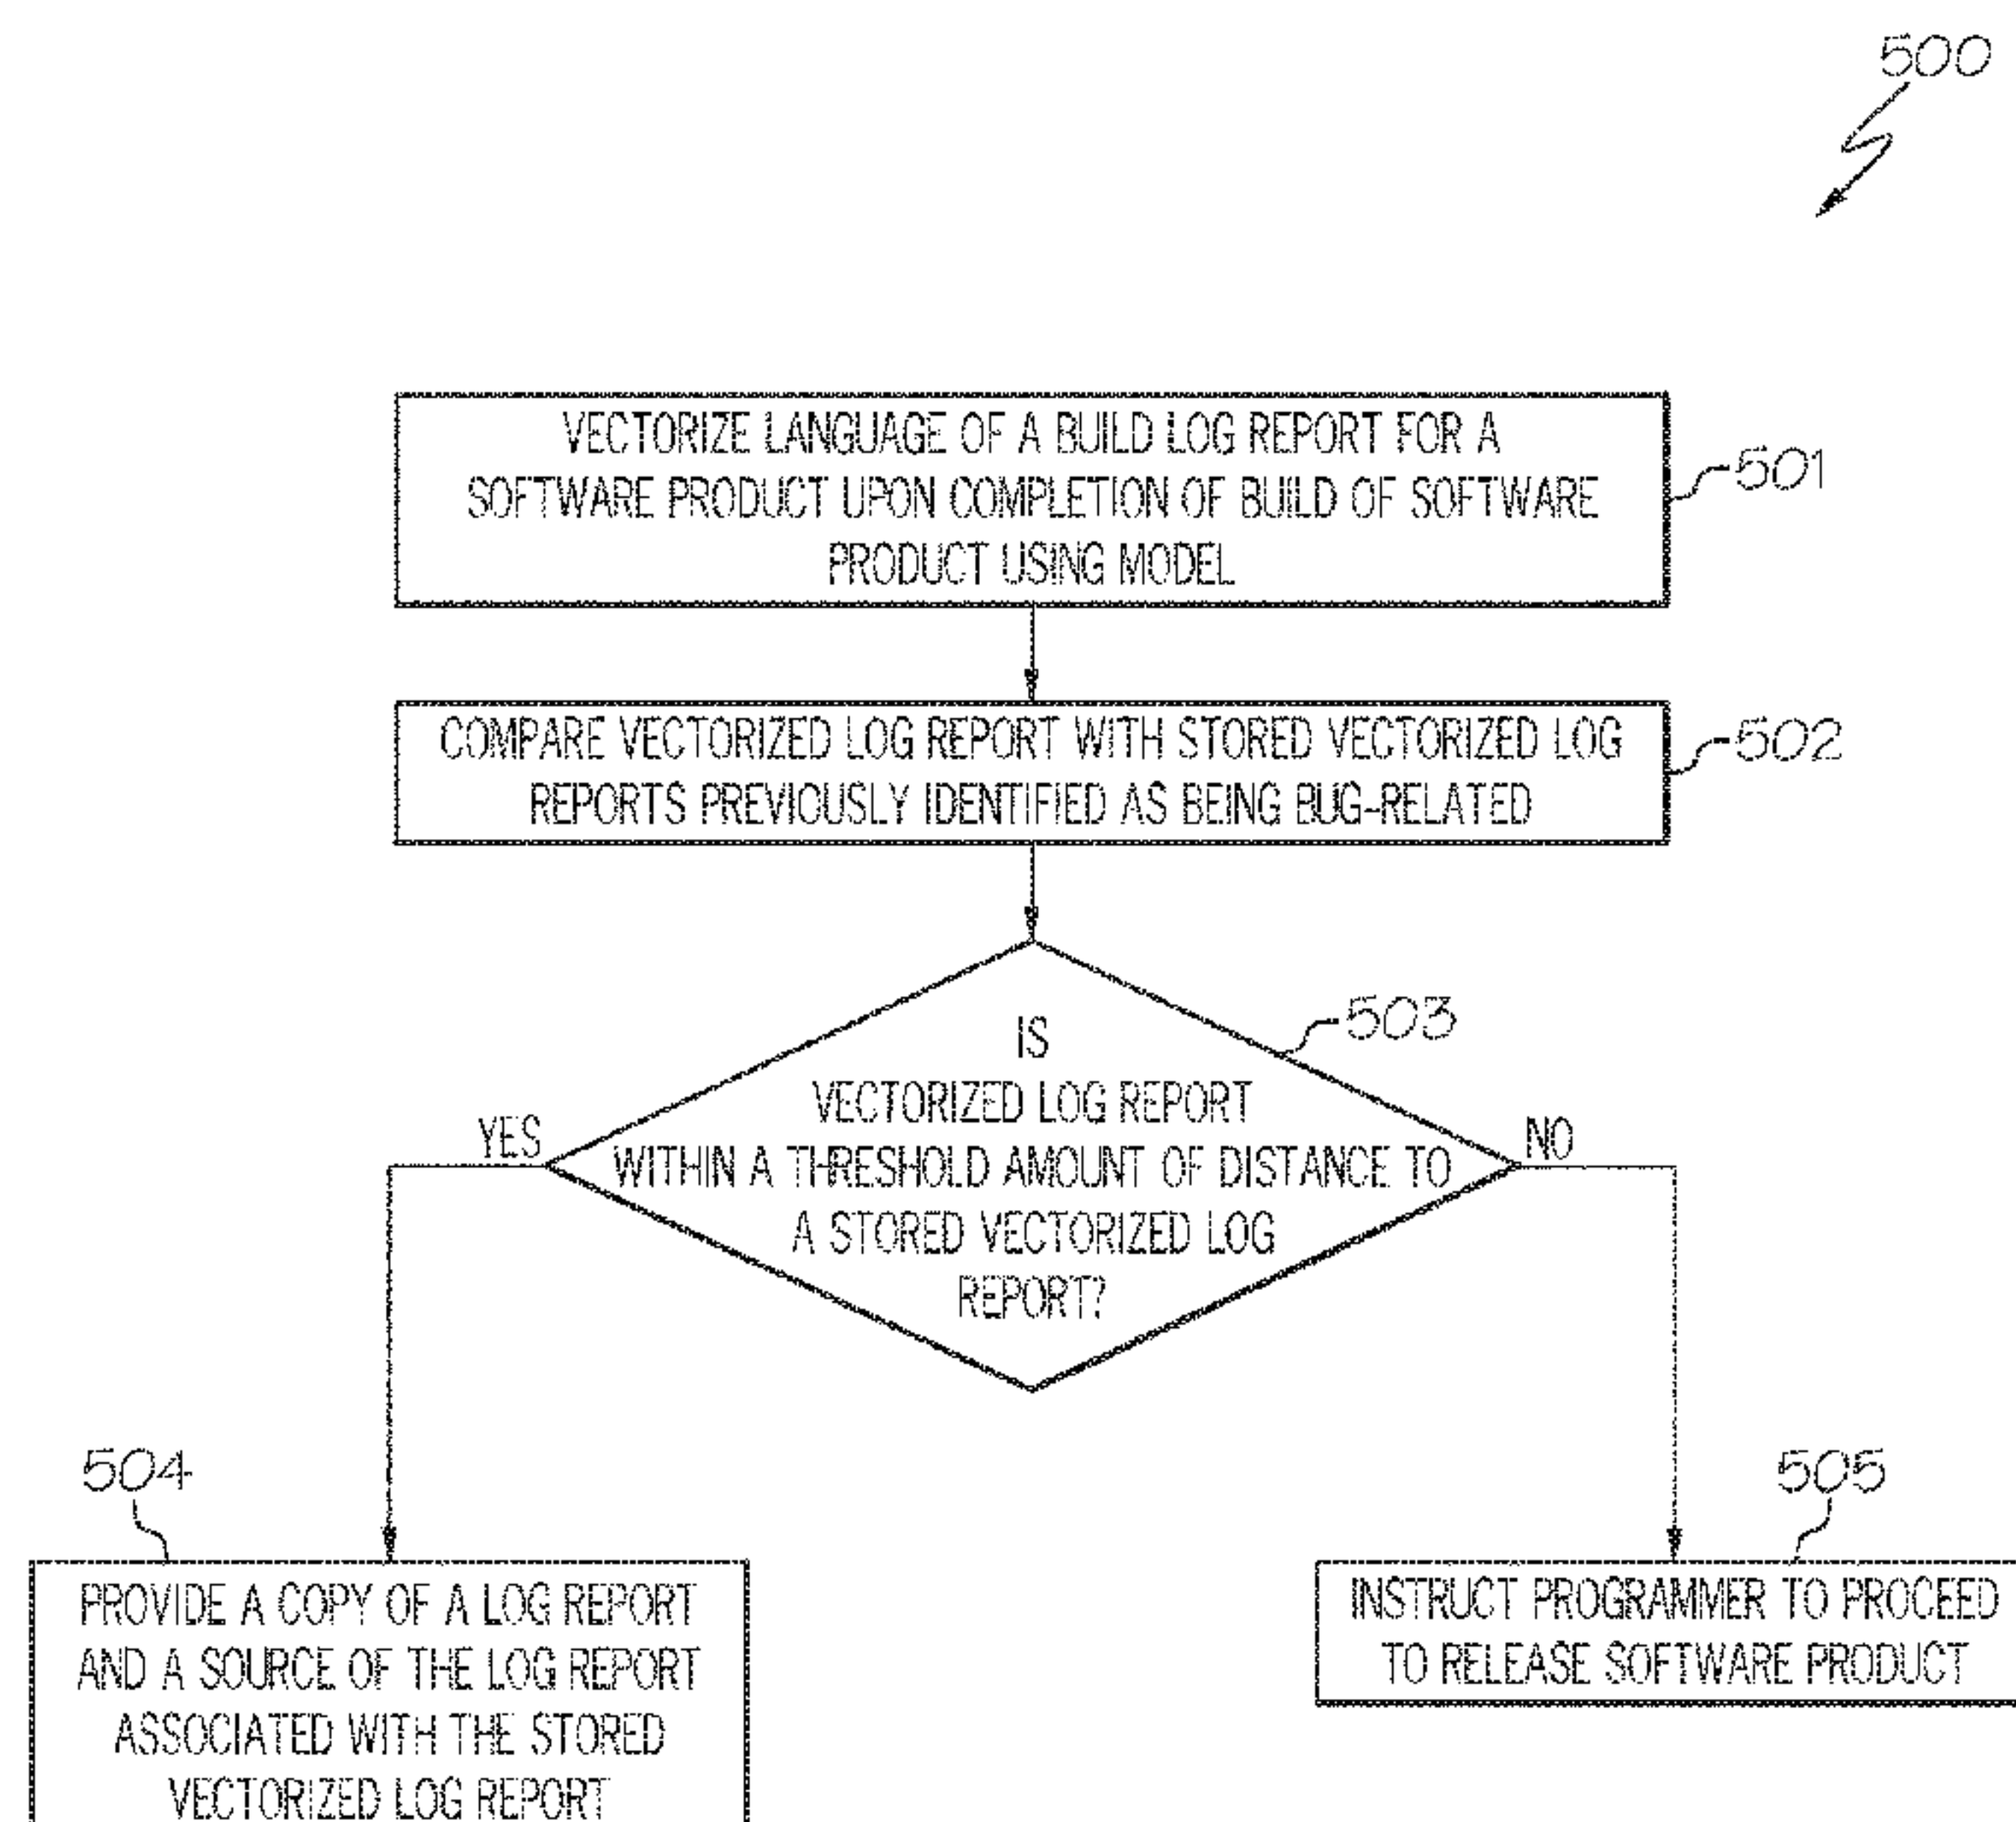 500
VECTORIZE LANGUAGE OF A BUILD LOG REPORT FOR A
SOFTWARE PRODUCT UPON COMPLETION OF BUILD OF SOFTWARE
PRODUCT USING MODEL
501
COMPARE VECTORIZED LOG REPORT WITH STORED VECTORIZED LOG
REPORTS PREVIOUSLY IDENTIFIED AS BEING BUG-RELATED
502
IS
VECTORIZED LOG REPORT
WITHIN A THRESHOLD AMOUNT OF DISTANCE TO
A STORED VECTORIZED LOG
REPORT?
503
YES
NO
504
PROVIDE A COPY OF A LOG REPORT
AND A SOURCE OF THE LOG REPORT
ASSOCIATED WITH THE STORED
VECTORIZED LOG REPORT
505
INSTRUCT PROGRAMMER TO PROCEED
TO RELEASE SOFTWARE PRODUCT